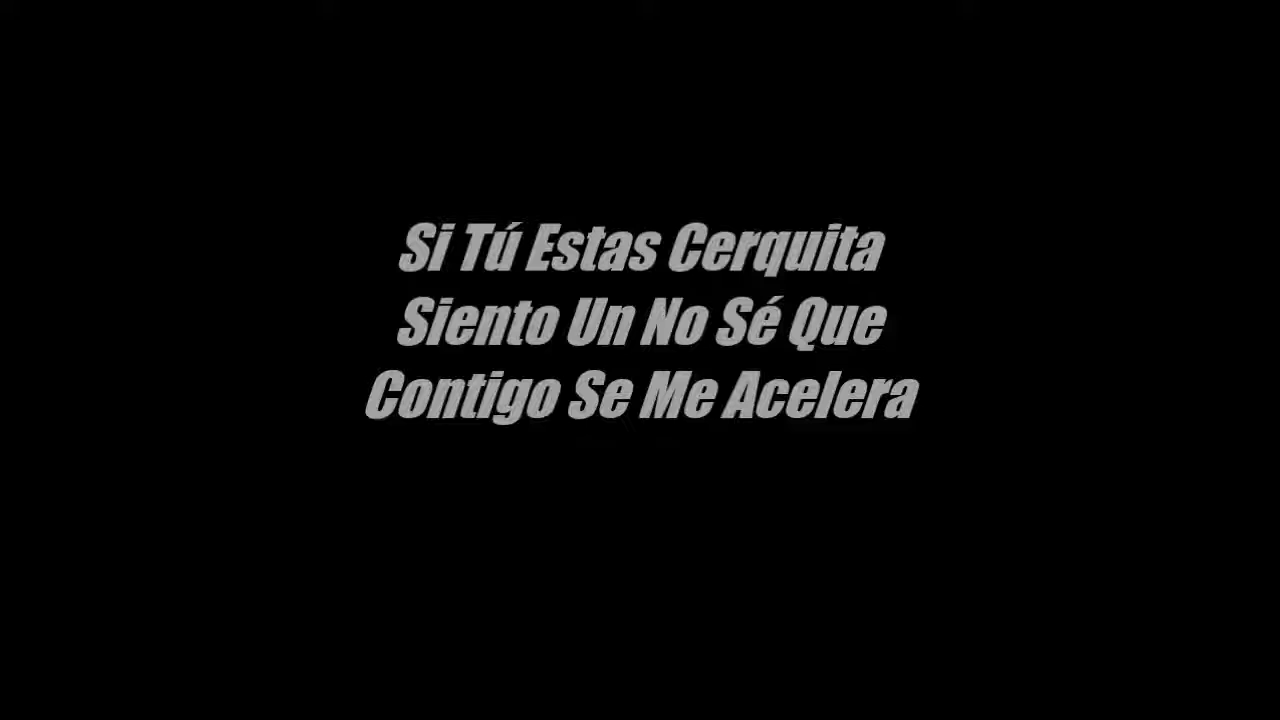 Si Tú Estas Cerquita
Siento Un No Sé Que
Contigo Se Me Acelera